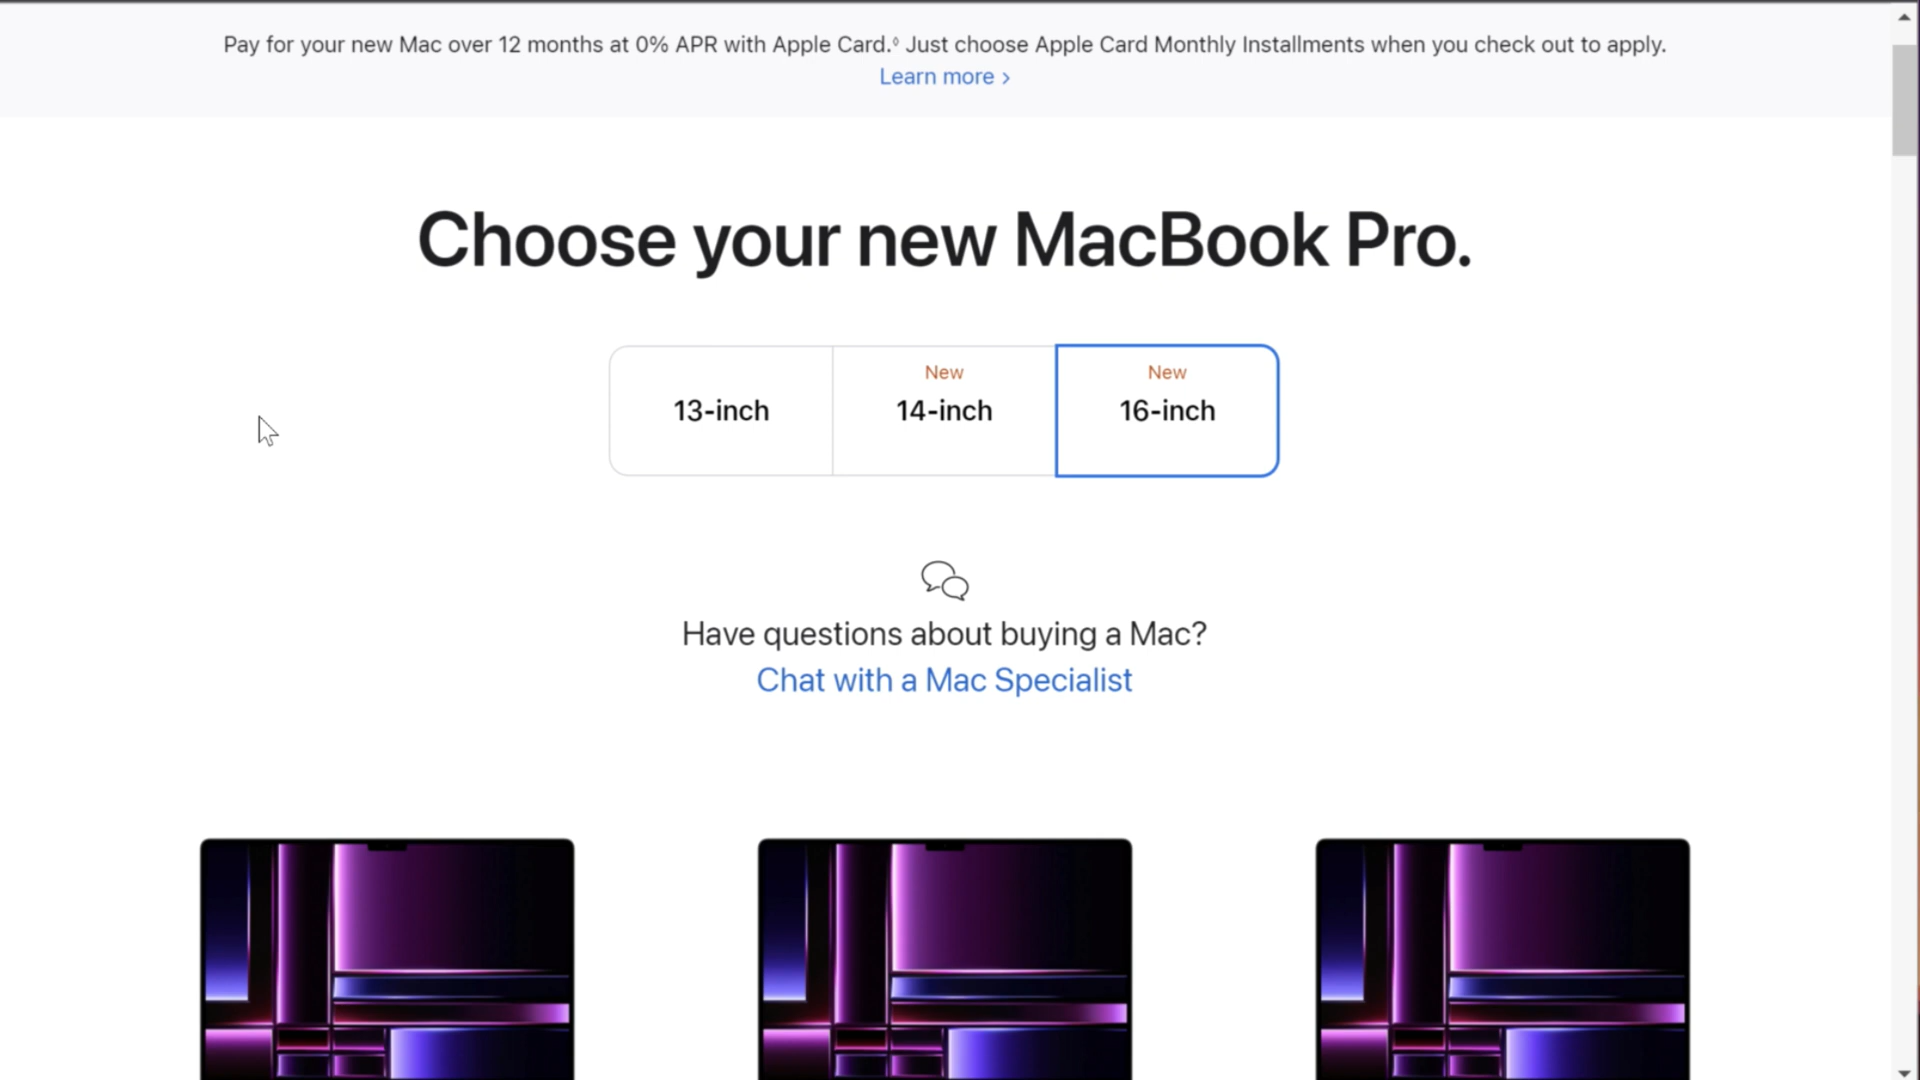 Pay for your new Mac over 12 months at 0% APR with Apple Card.◊ Just choose Apple Card Monthly Installments when you check out to apply.
Learn more >
Choose your new MacBook Pro.
13-inch
New
14-inch
New
16-inch
Have questions about buying a Mac?
Chat with a Mac Specialist